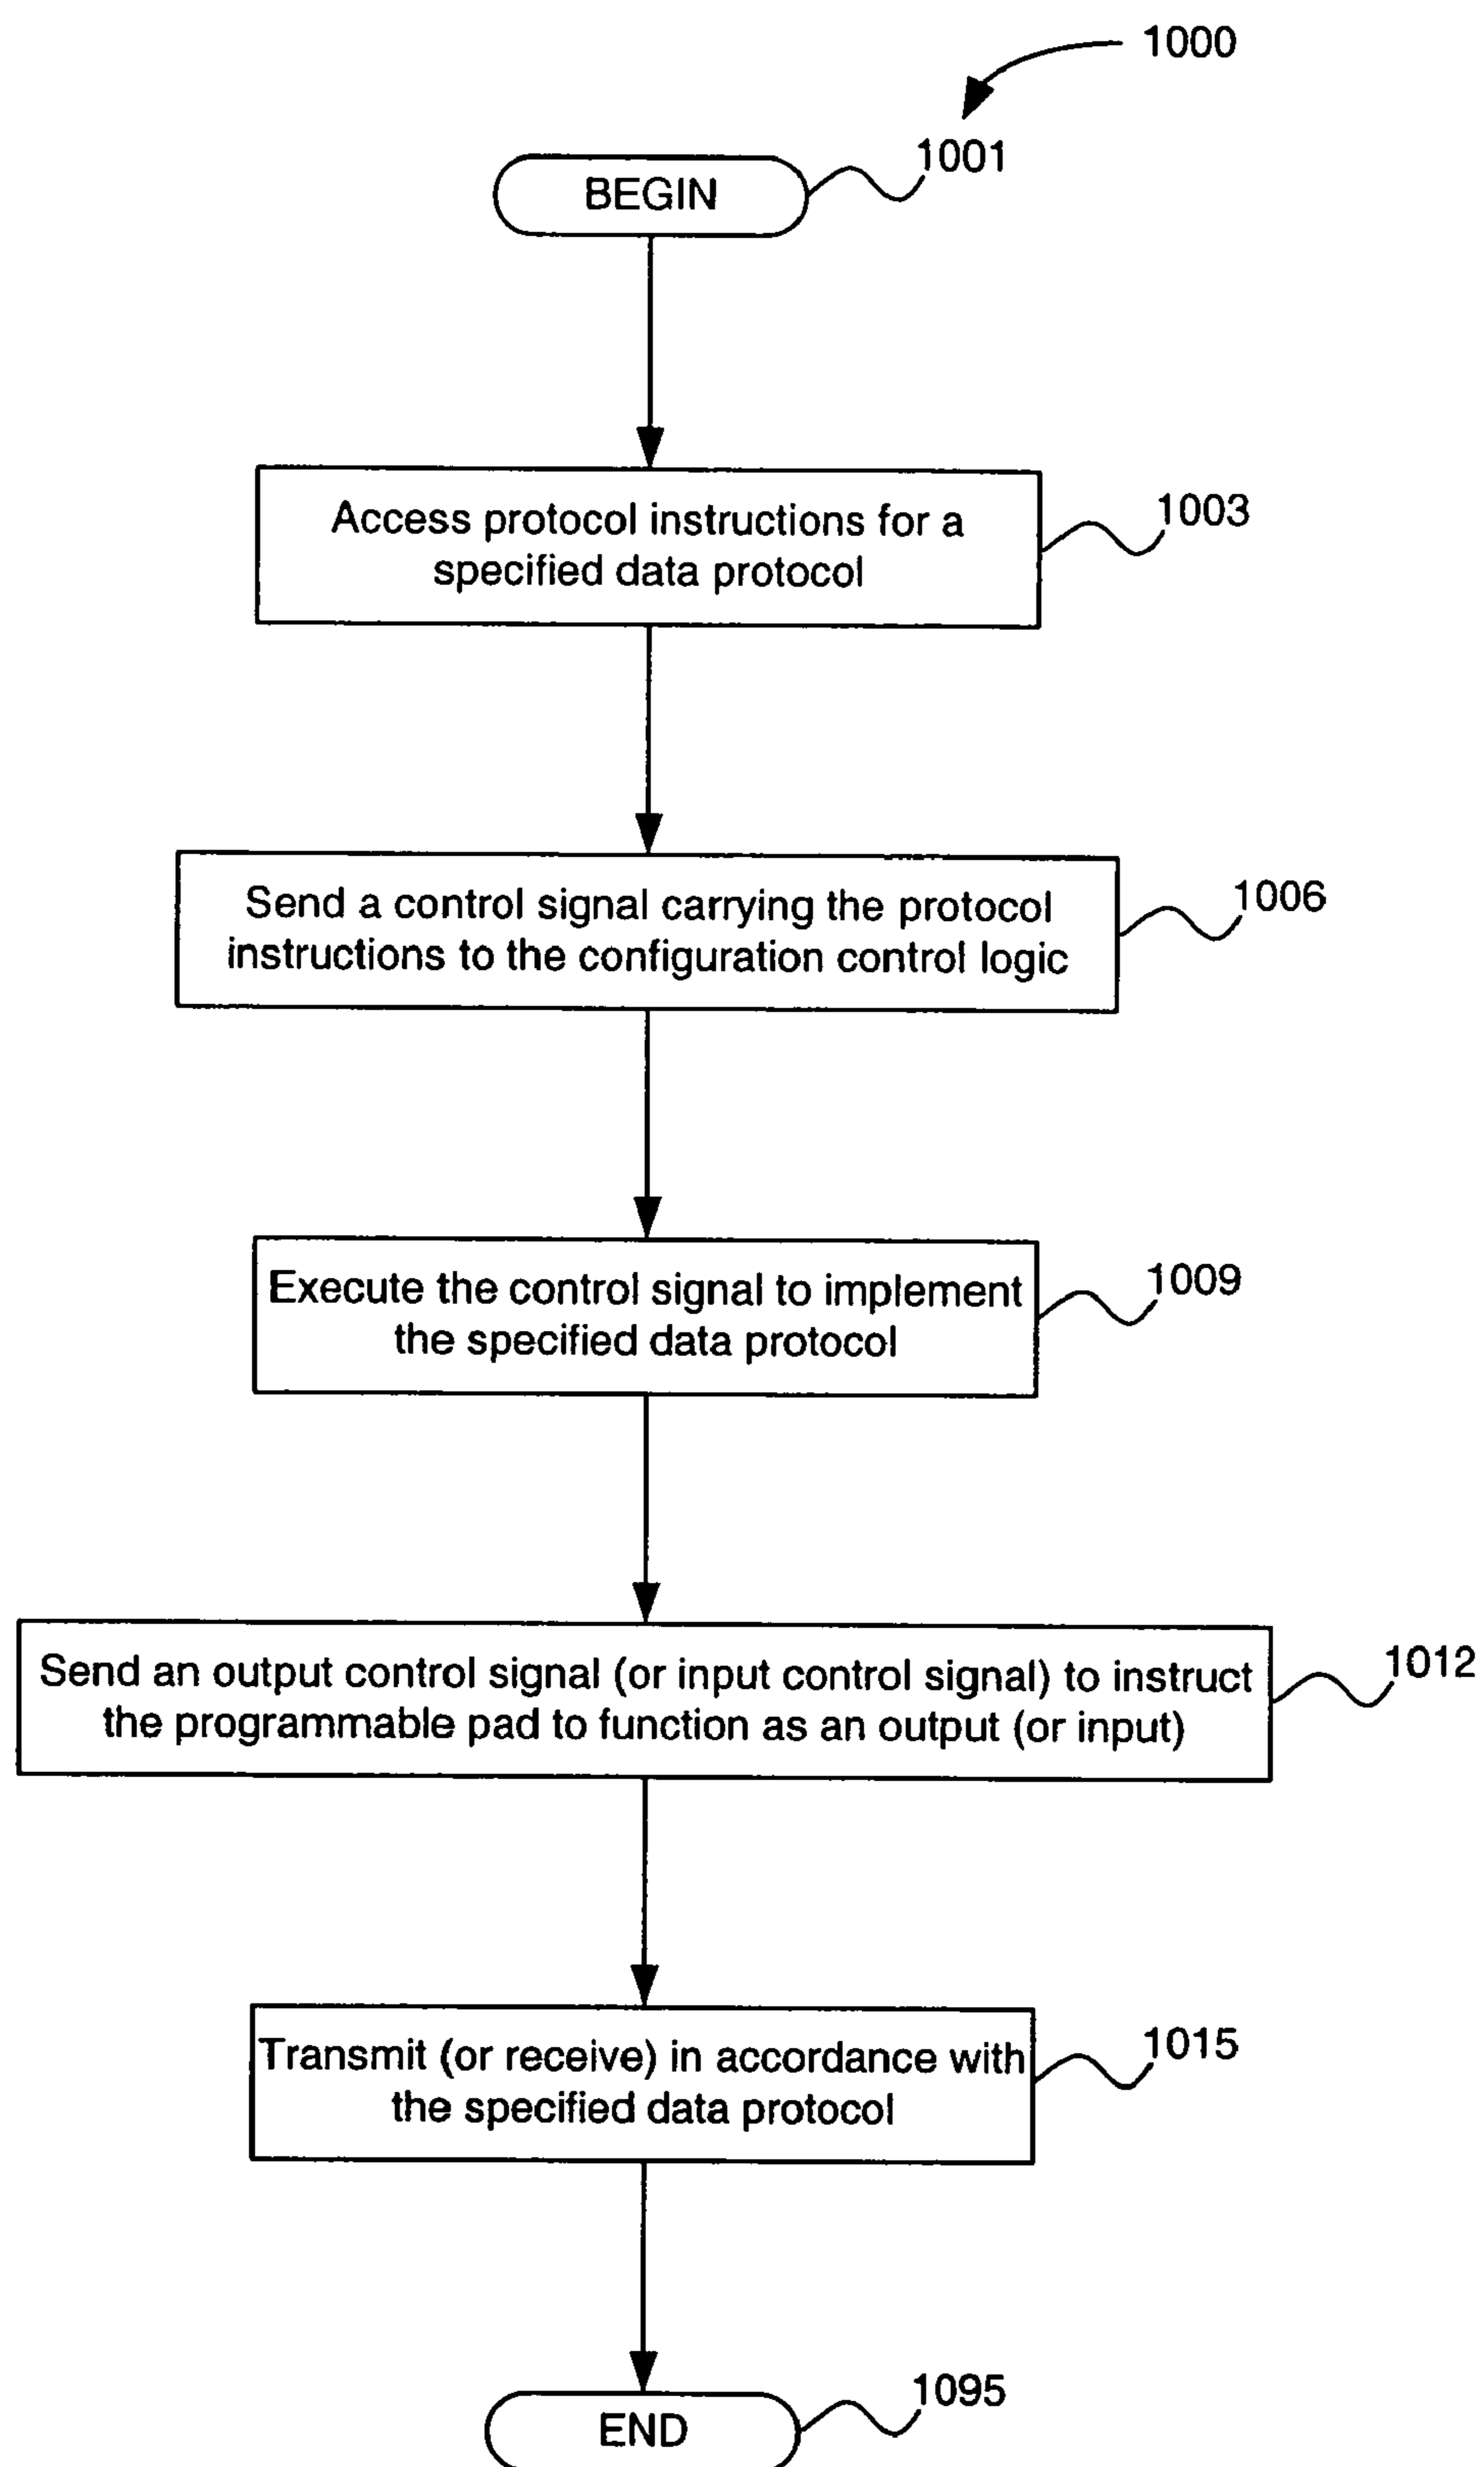 1000
BEGIN
1001
Access protocol instructions for a
specified data protocol
1003
Send a control signal carrying the protocol
instructions to the configuration control logic
1006
Execute the control signal to implement
the specified data protocol
1009
Send an output control signal (or input control signal) to instruct
the programmable pad to function as an output (or input)
1012
Transmit (or receive) in accordance with
the specified data protocol
1015
END
1095